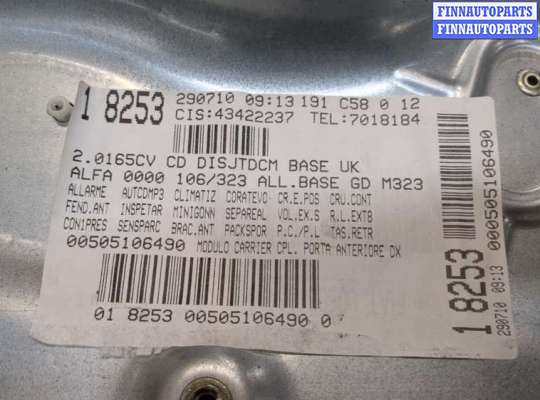 FINNAUTOPARTS
FINNAUTOPARTS
1 8253
290710 09:13 191 C58 0 12
CIS:43422237 TEL:7018184
2.0165CV CD DISJTDCM BASE UK
ALFA 0000 106/323 ALL.BASE GD M323
ALLARME AUTCDMP3 CLIMATIZ CORATEVO CR.E.POS CRU.CONT
FEND.ANT INSPETAR MINIGONN SEPAREAL VOL.EX.S R.L.EXTB
CONIPRES SENSPARC BRAC.ANT PACKSPOR P.C./P.L TAS.RETR
00505106490 MODULO CARRIER CPL. PORTA ANTERIORE DX
01 8253 00505106490 0
1 8253
290710 09:13
00505106490
FINNAUTOPARTS
FINNAUTOPARTS